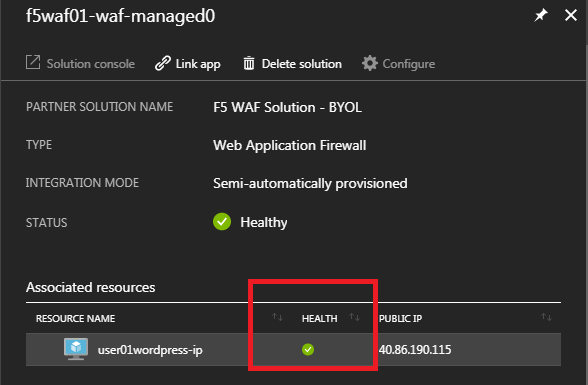 f5waf01-waf-managed0
Solution console Link app Delete solution Configure
PARTNER SOLUTION NAME F5 WAF Solution - BYOL
TYPE Web Application Firewall
INTEGRATION MODE Semi-automatically provisioned
STATUS Healthy
Associated resources
RESOURCE NAME HEALTH PUBLIC IP
user01wordpress-ip 40.86.190.115